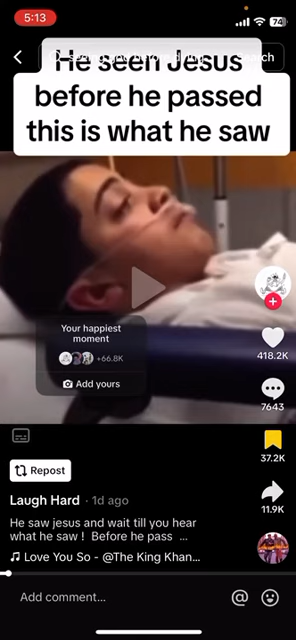 5:13
74
He seen Jesus
before he passed
this is what he saw
Your happiest
moment
+66.8K
Add yours
418.2K
7643
37.2K
11.9K
Repost
Laugh Hard · 1d ago
He saw jesus and wait till you hear
what he saw ! Before he pass ...
Love You So - @The King Khan...
Add comment...